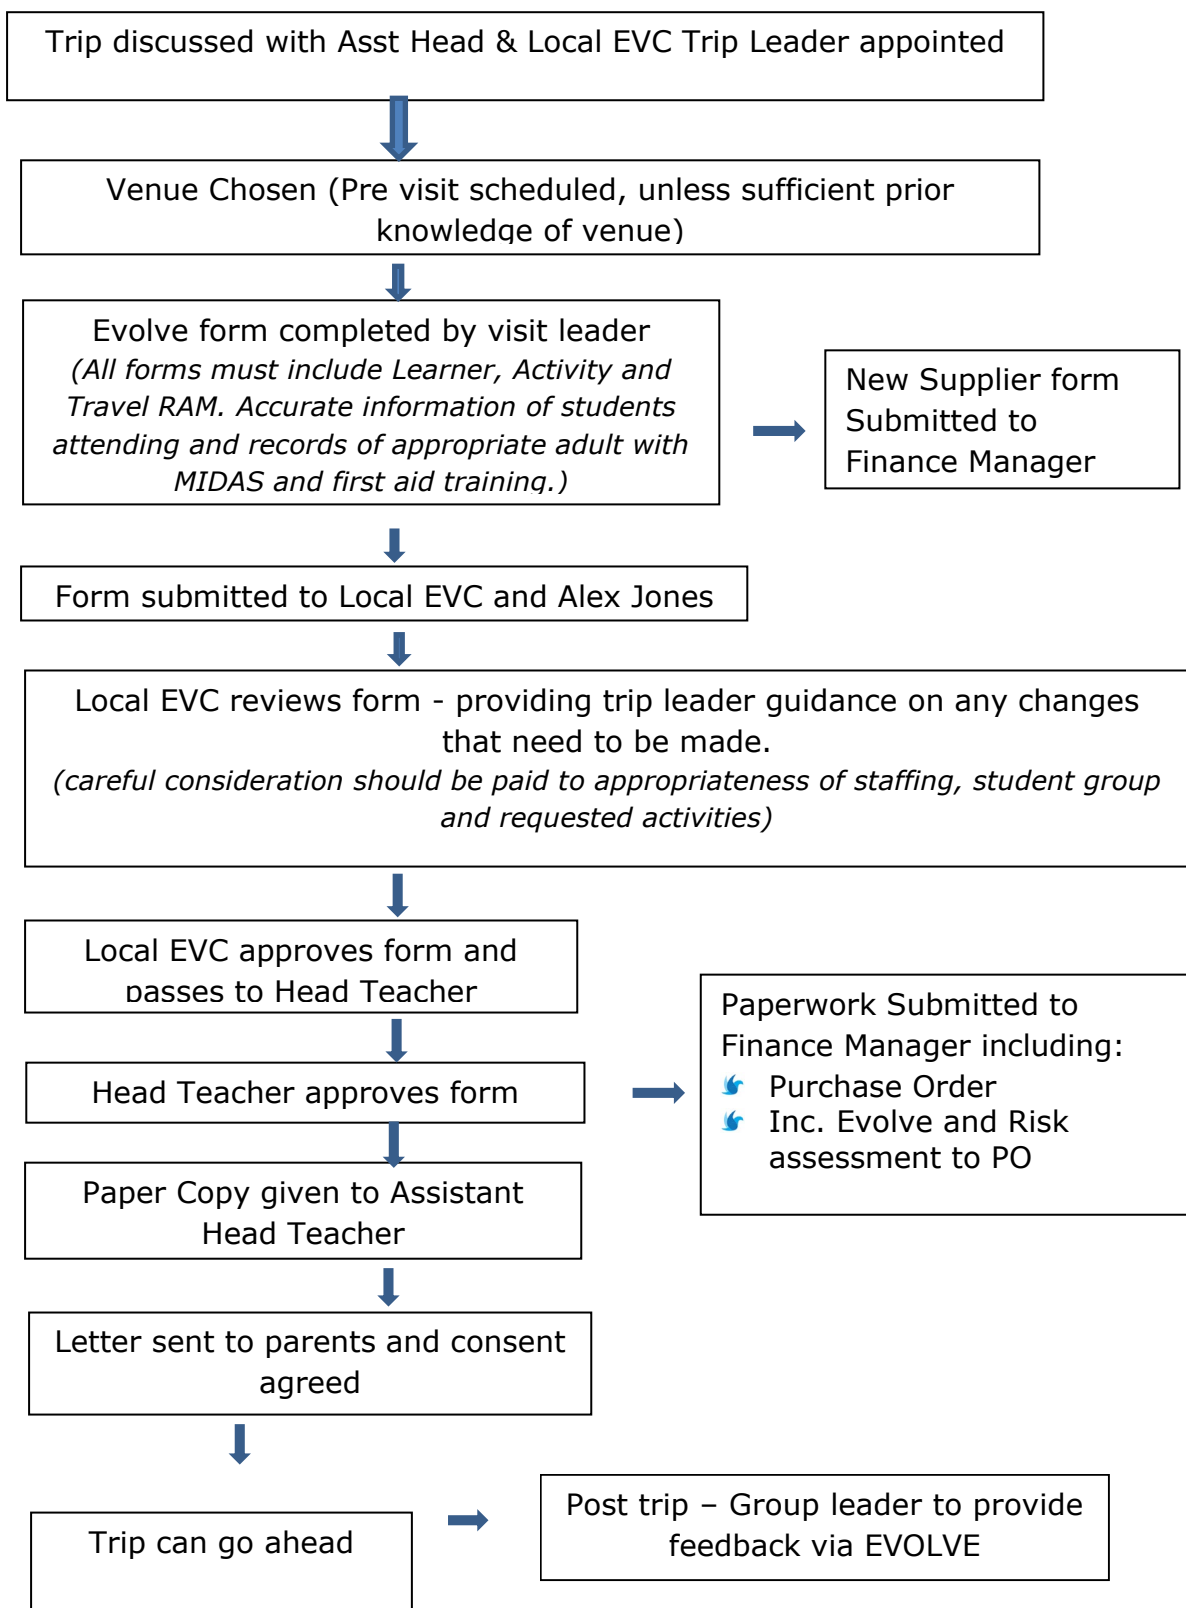 Trip discussed with Asst Head & Local EVC Trip Leader appointed
Venue Chosen (Pre visit scheduled, unless sufficient prior
knowledge of venue)
Evolve form completed by visit leader
(All forms must include Learner, Activity and
Travel RAM. Accurate information of students
attending and records of appropriate adult with
MIDAS and first aid training.)
New Supplier form
Submitted to
Finance Manager
Form submitted to Local EVC and Alex Jones
Local EVC reviews form - providing trip leader guidance on any changes
that need to be made.
(careful consideration should be paid to appropriateness of staffing, student group
and requested activities)
Local EVC approves form and
passes to Head Teacher
Head Teacher approves form
Paperwork Submitted to
Finance Manager including:
Purchase Order
Inc. Evolve and Risk
assessment to PO
Paper Copy given to Assistant
Head Teacher
Letter sent to parents and consent
agreed
Trip can go ahead
Post trip – Group leader to provide
feedback via EVOLVE